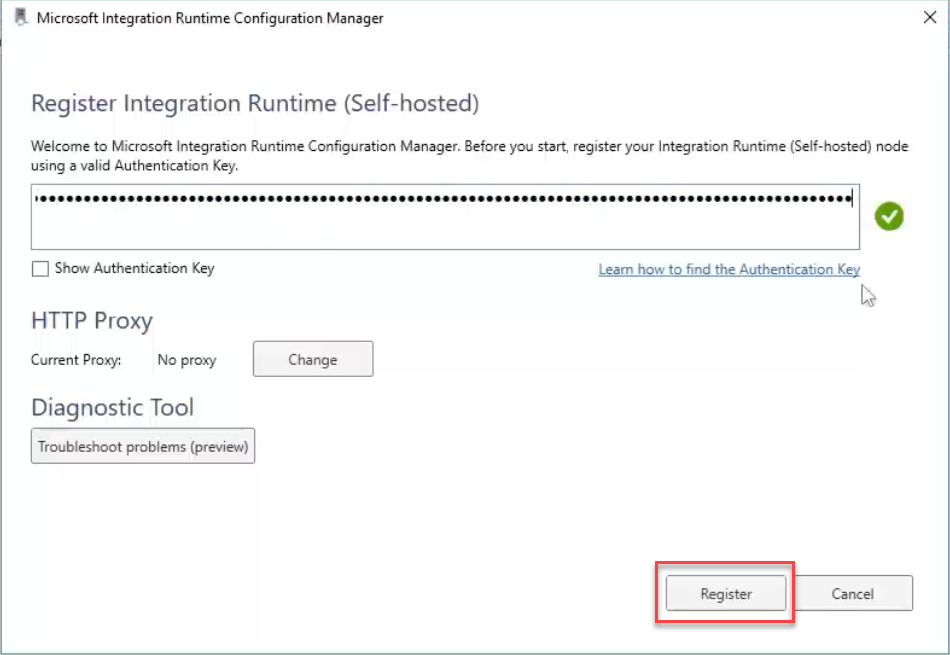 Microsoft Integration Runtime Configuration Manager
Register Integration Runtime (Self-hosted)
Welcome to Microsoft Integration Runtime Configuration Manager. Before you start, register your Integration Runtime (Self-hosted) node
using a valid Authentication Key.
Show Authentication Key
Learn how to find the Authentication Key
HTTP Proxy
Current Proxy: No proxy Change
Diagnostic Tool
Troubleshoot problems (preview)
Register Cancel